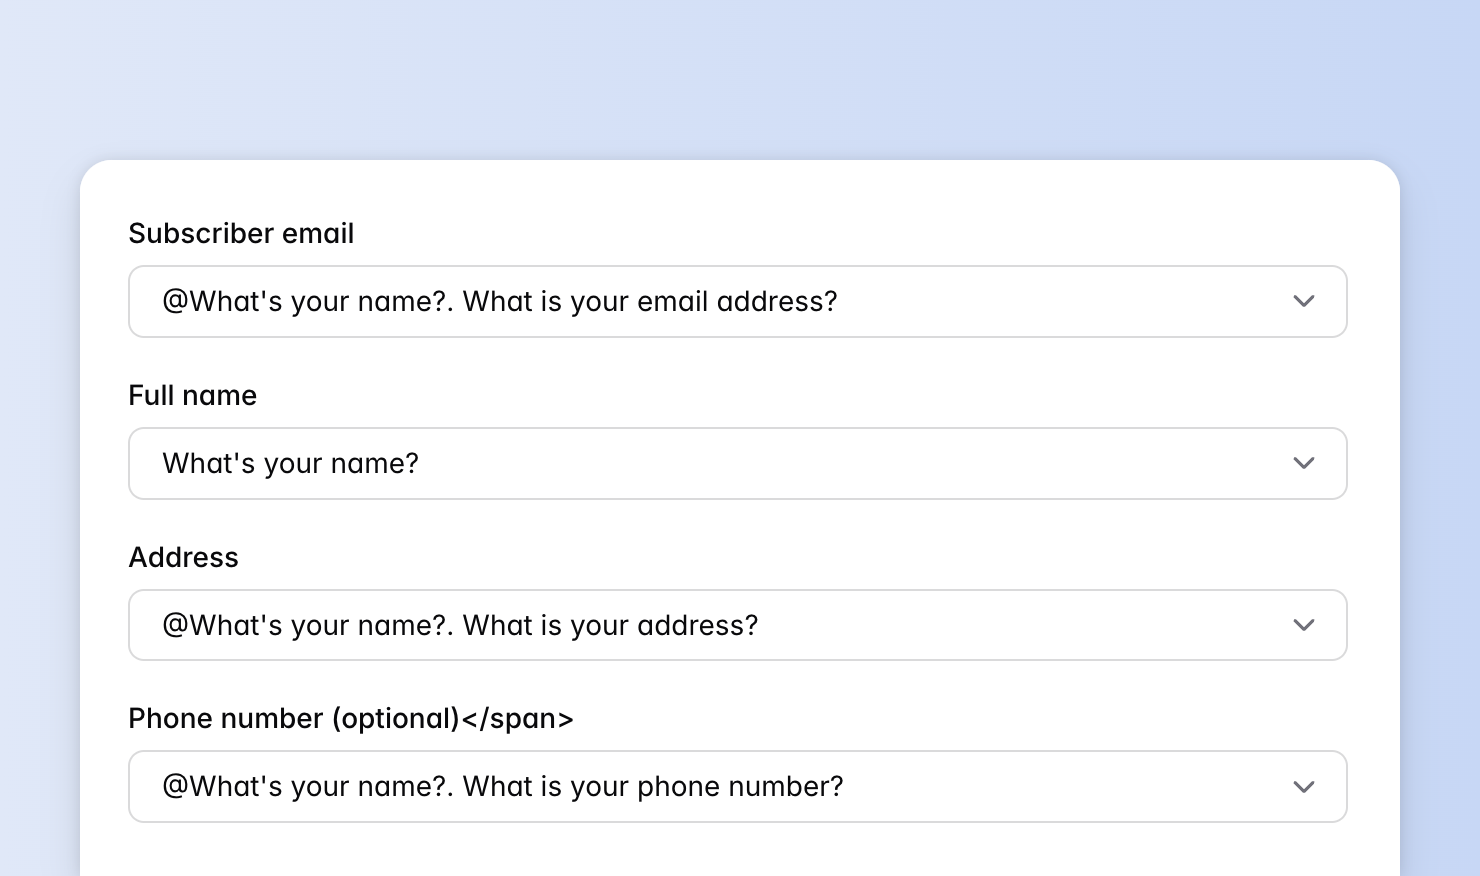 Subscriber email
@What's your name?. What is your email address?
Full name
What's your name?
Address
@What's your name?. What is your address?
Phone number (optional)</span>
@What's your name?. What is your phone number?